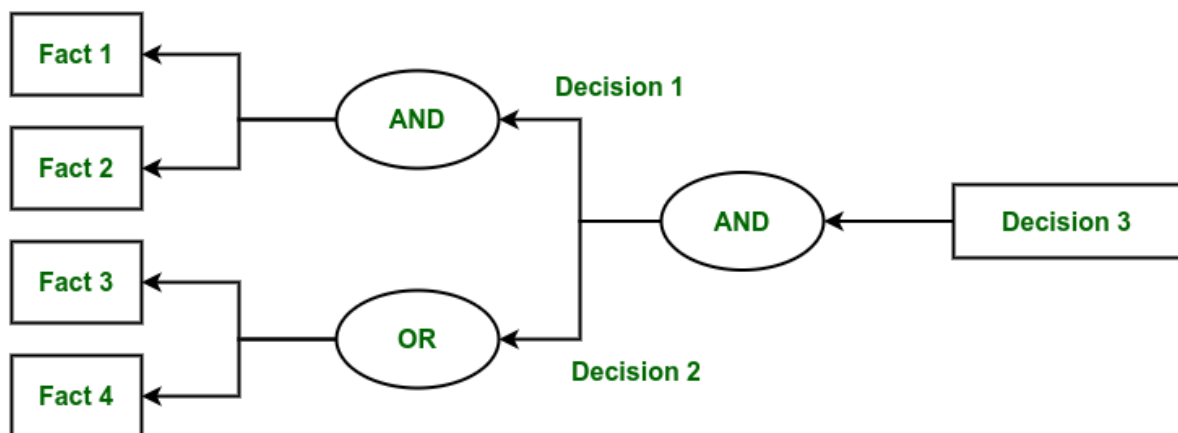 Fact 1
Fact 2
Fact 3
Fact 4
AND
OR
Decision 1
Decision 2
AND
Decision 3